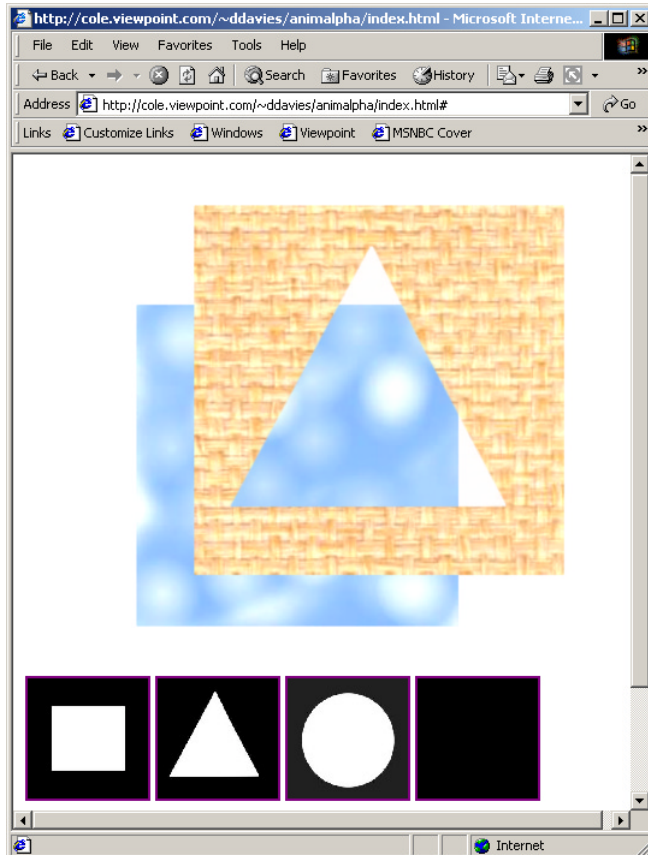 http://cole.viewpoint.com/~ddavies/animalpha/index.html - Microsoft Interne...
File Edit View Favorites Tools Help
Back Search Favorites History »
Address http://cole.viewpoint.com/~ddavies/animalpha/index.html# Go
Links Customize Links Windows Viewpoint MSNBC Cover »
Internet